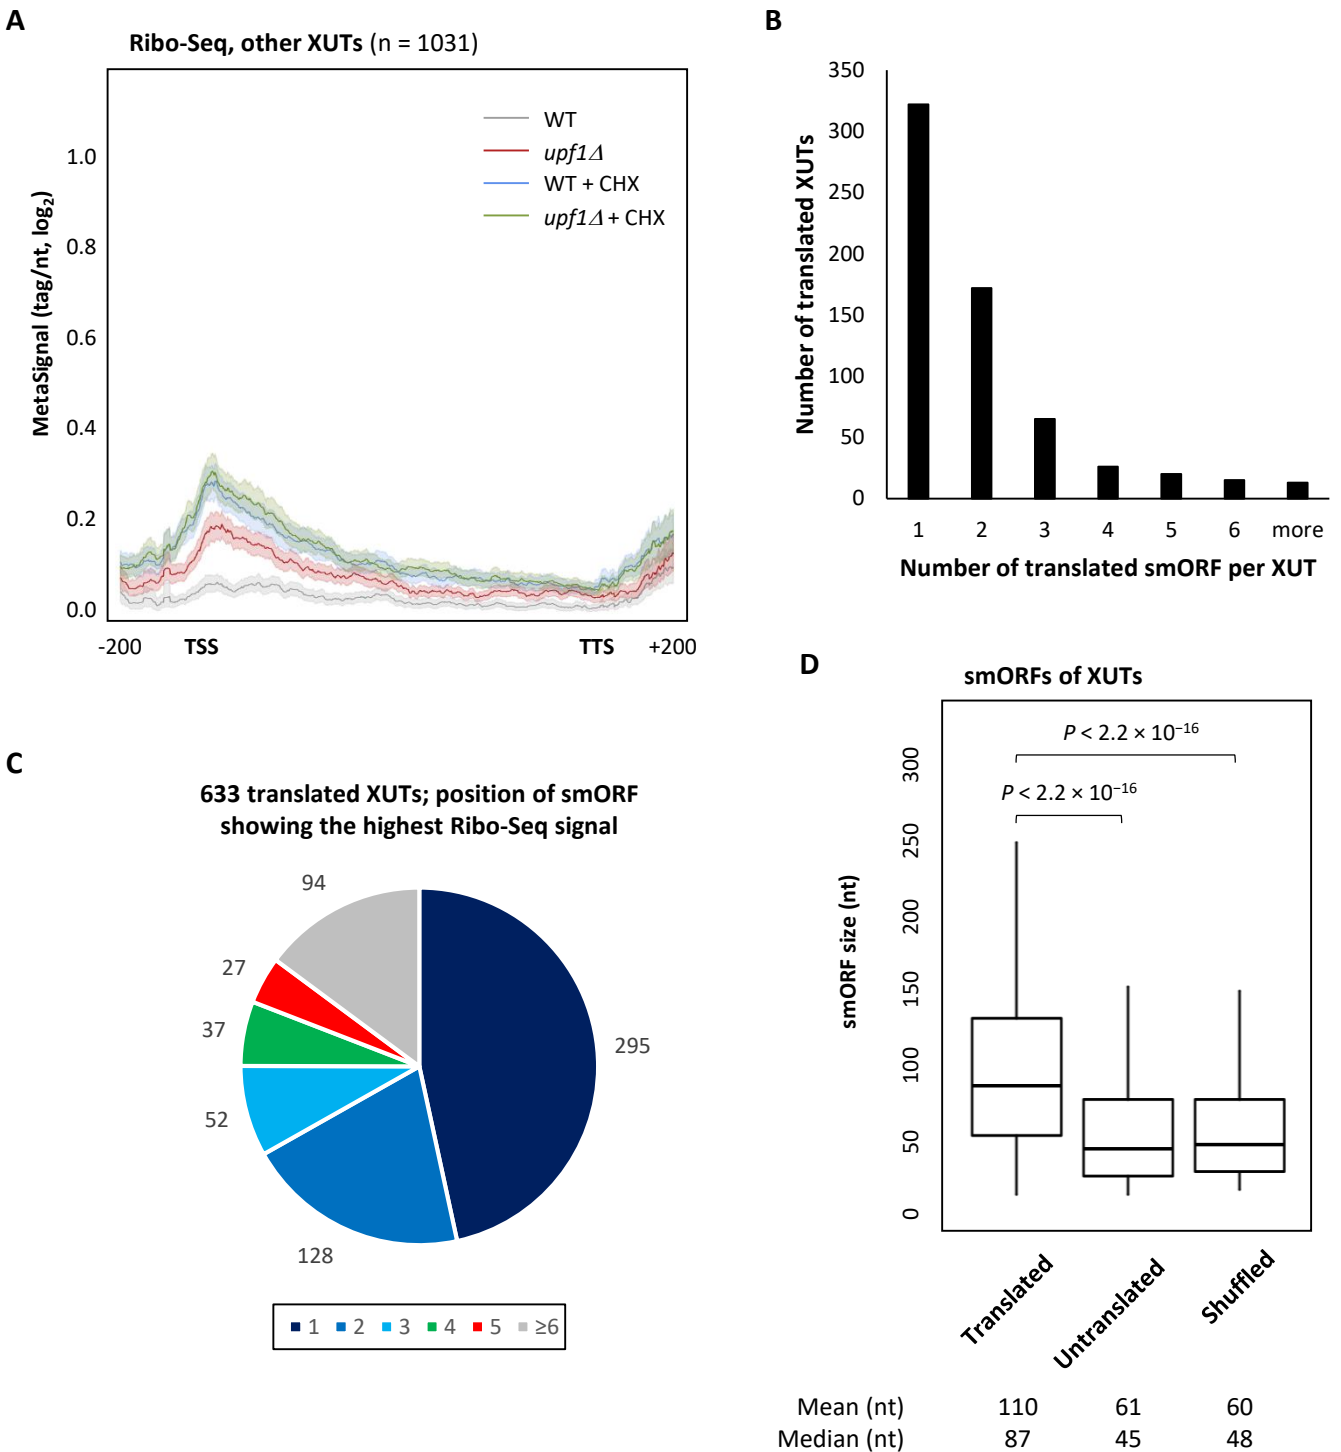 A
Ribo-Seq, other XUTs (n = 1031)
MetaSignal (tag/nt, log2)
1.0
0.8
0.6
0.4
0.2
0.0
WT
upf1Δ
WT + CHX
upf1Δ + CHX
-200 TSS TTS +200
B
Number of translated XUTs
350
300
250
200
150
100
50
0
1 2 3 4 5 6 more
Number of translated smORF per XUT
C
633 translated XUTs; position of smORF
showing the highest Ribo-Seq signal
94
27
37
52
128
295
1 2 3 4 5 ≥6
D
smORFs of XUTs
smORF size (nt)
300
250
200
150
100
50
0
P < 2.2 × 10⁻¹⁶
P < 2.2 × 10⁻¹⁶
Translated
Untranslated
Shuffled
Mean (nt) 110 61 60
Median (nt) 87 45 48